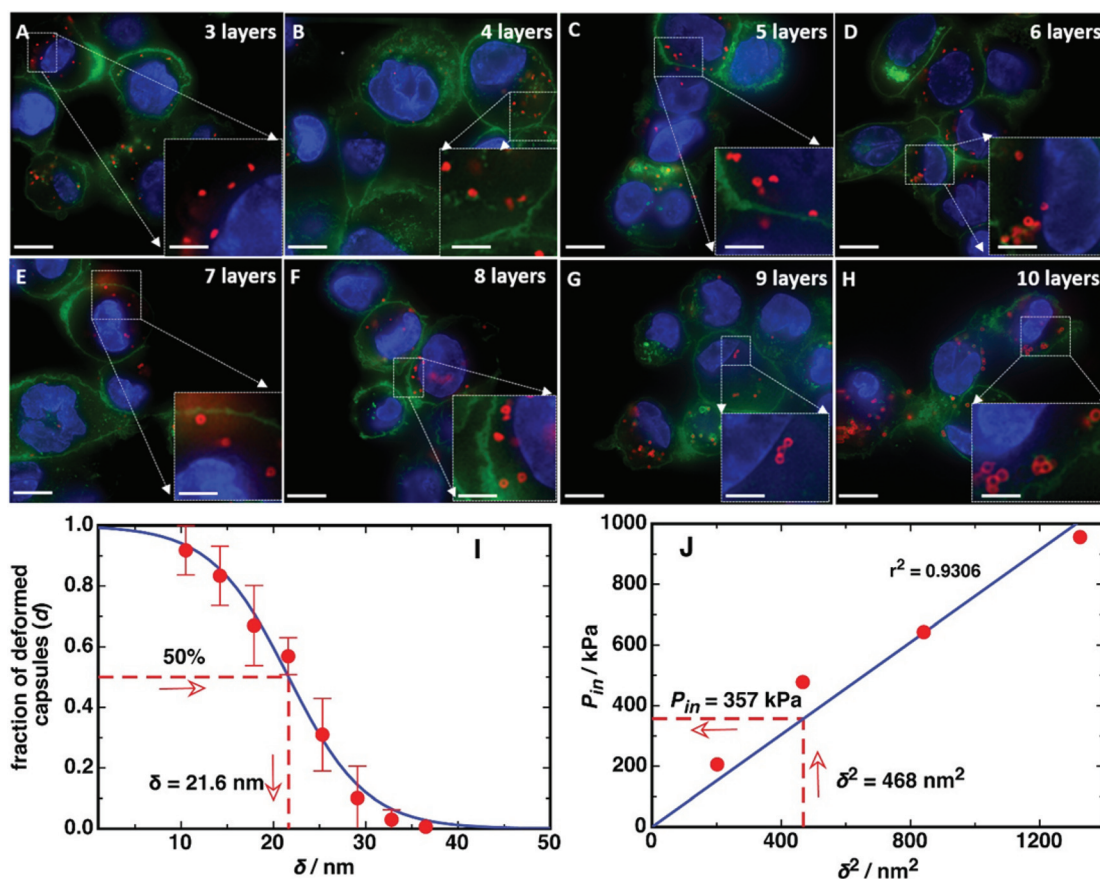 A
3 layers
B
4 layers
C
5 layers
D
6 layers
E
7 layers
F
8 layers
G
9 layers
H
10 layers
I
fraction of deformed
capsules (d)
1.0
0.8
0.6
0.4
0.2
0.0
50%
δ = 21.6 nm
10
20
30
40
50
δ / nm
J
P_in / kPa
1000
800
600
400
200
0
r² = 0.9306
P_in = 357 kPa
δ² = 468 nm²
0
400
800
1200
δ² / nm²